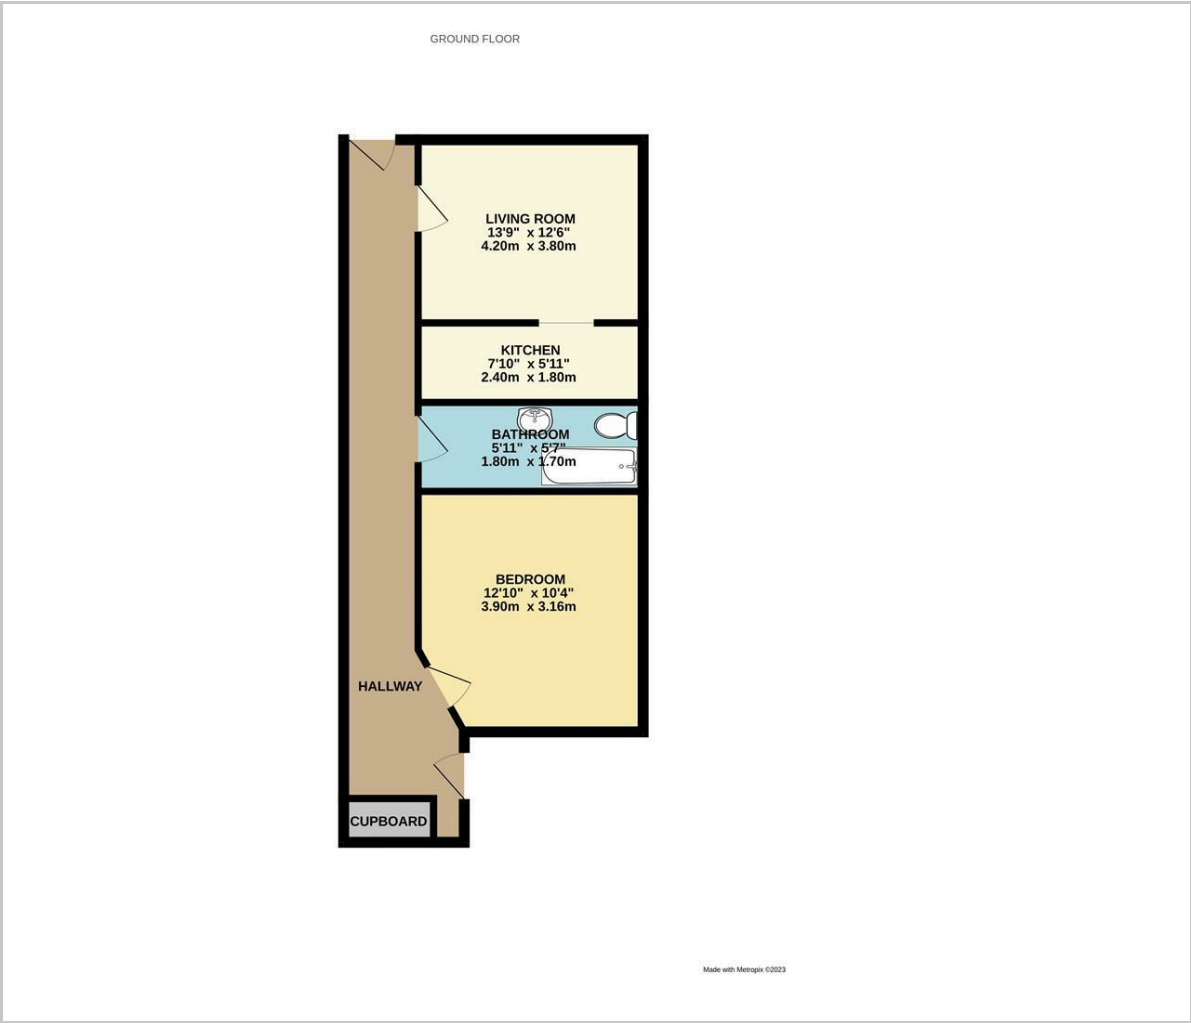 GROUND FLOOR
LIVING ROOM
13'9" x 12'6"
4.20m x 3.80m
KITCHEN
7'10" x 5'11"
2.40m x 1.80m
BATHROOM
5'11" x 5'7"
1.80m x 1.70m
BEDROOM
12'10" x 10'4"
3.90m x 3.16m
HALLWAY
CUPBOARD
Made with Metropix ©2023